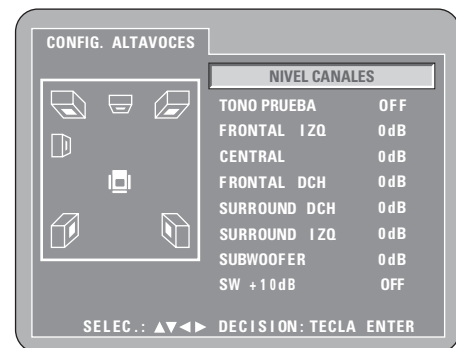 CONFIG. ALTAVOCES
NIVEL CANALES
TONO PRUEBA OFF
FRONTAL IZQ 0dB
CENTRAL 0dB
FRONTAL DCH 0dB
SURROUND DCH 0dB
SURROUND IZQ 0dB
SUBWOOFER 0dB
SW +10dB OFF
SELEC.: ▲▼◄► DECISION: TECLA ENTER